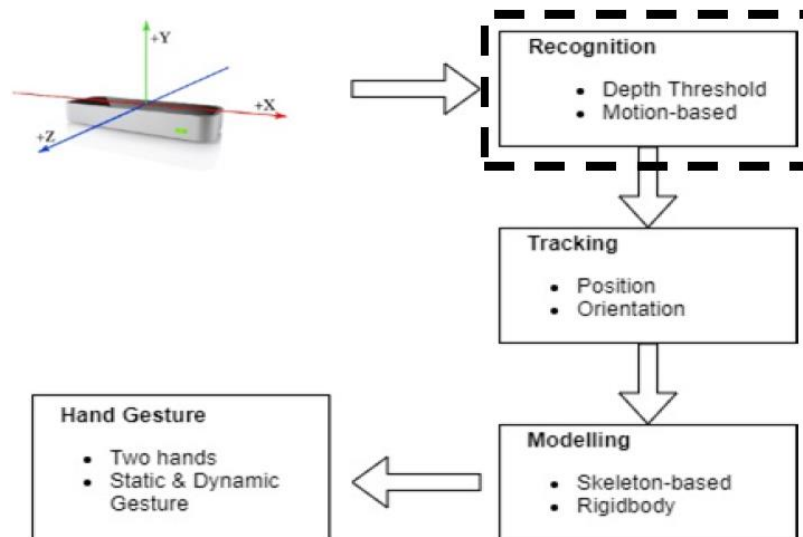 +Y
+X
+Z
Recognition
• Depth Threshold
• Motion-based
Tracking
• Position
• Orientation
Modelling
• Skeleton-based
• Rigidbody
Hand Gesture
• Two hands
• Static & Dynamic
Gesture